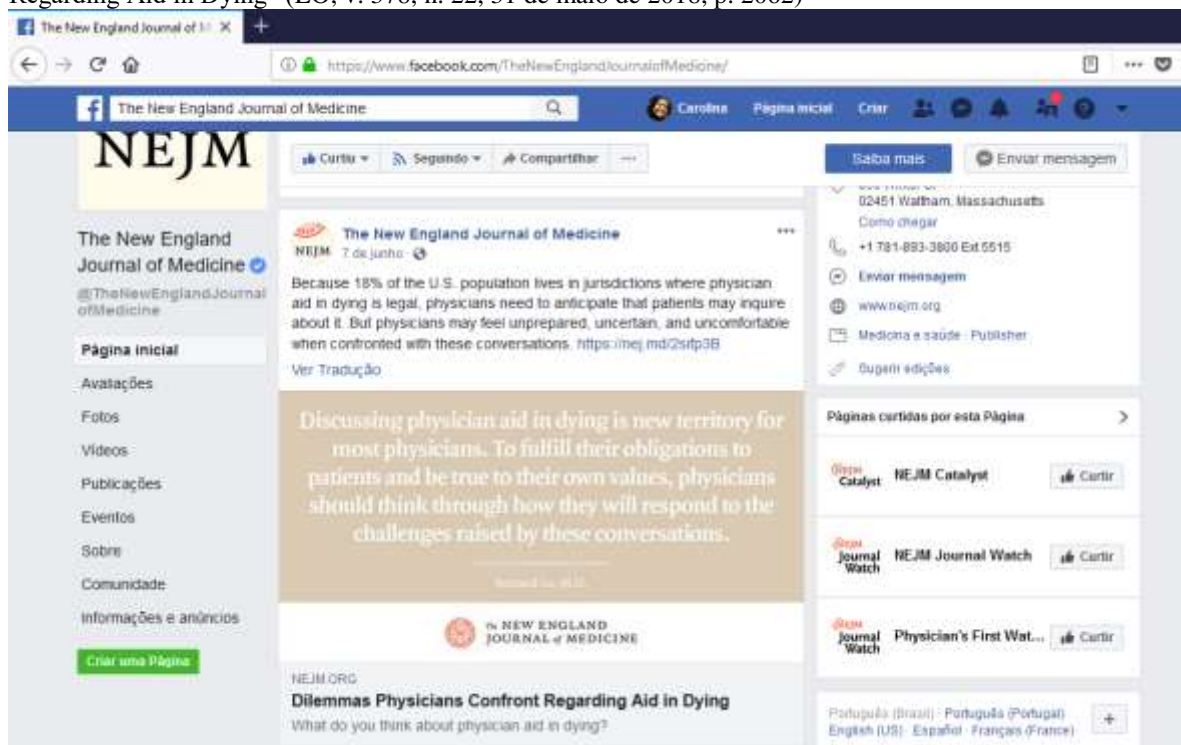 Regarding Aid in Dying" (EO, v. 378, n. 22, 31 de maio de 2018, p. 2062)
The New England Journal of M
https://www.facebook.com/TheNewEnglandJournalofMedicine/
The New England Journal of Medicine
Carolina
Página inicial
Criar
NEJM
Curtiu
Seguindo
Compartilhar
Saiba mais
Enviar mensagem
The New England
Journal of Medicine
@TheNewEnglandJournal
ofMedicine
Página inicial
Avaliações
Fotos
Vídeos
Publicações
Eventos
Sobre
Comunidade
Informações e anúncios
Criar uma Página
The New England Journal of Medicine
NEJM
7 de junho
Because 18% of the U.S. population lives in jurisdictions where physician
aid in dying is legal, physicians need to anticipate that patients may inquire
about it. But physicians may feel unprepared, uncertain, and uncomfortable
when confronted with these conversations.
Ver Tradução
Discussing physician aid in dying is new territory for
most physicians. To fulfill their obligations to
patients and be true to their own values, physicians
should think through how they will respond to the
challenges raised by these conversations.
The NEW ENGLAND
JOURNAL of MEDICINE
NEJM.ORG
Dilemmas Physicians Confront Regarding Aid in Dying
What do you think about physician aid in dying?
02451 Waltham, Massachusetts
Como chegar
+1 781-893-3800 Ext 5515
Enviar mensagem
www.nejm.org
Medicina e saúde · Publisher
Sugerir edições
Páginas curtidas por esta Página
Catalyst
NEJM Catalyst
Curtir
Journal
Watch
NEJM Journal Watch
Curtir
Journal
Watch
Physician's First Wat...
Curtir
Português (Brasil) · Português (Portugal)
English (US) · Español · Français (France)